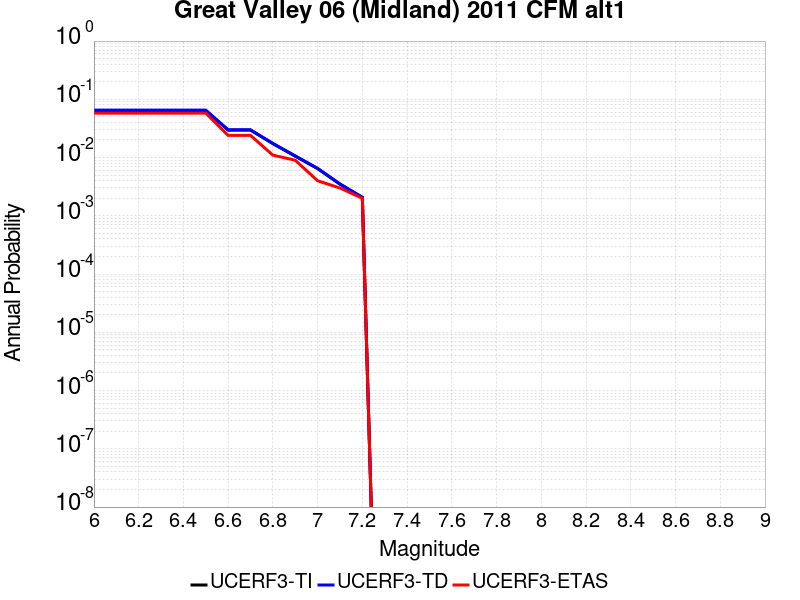 Great Valley 06 (Midland) 2011 CFM alt1
10^0
10^-1
10^-2
10^-3
10^-4
10^-5
10^-6
10^-7
10^-8
Annual Probability
6 6.2 6.4 6.6 6.8 7 7.2 7.4 7.6 7.8 8 8.2 8.4 8.6 8.8 9
Magnitude
UCERF3-TI UCERF3-TD UCERF3-ETAS